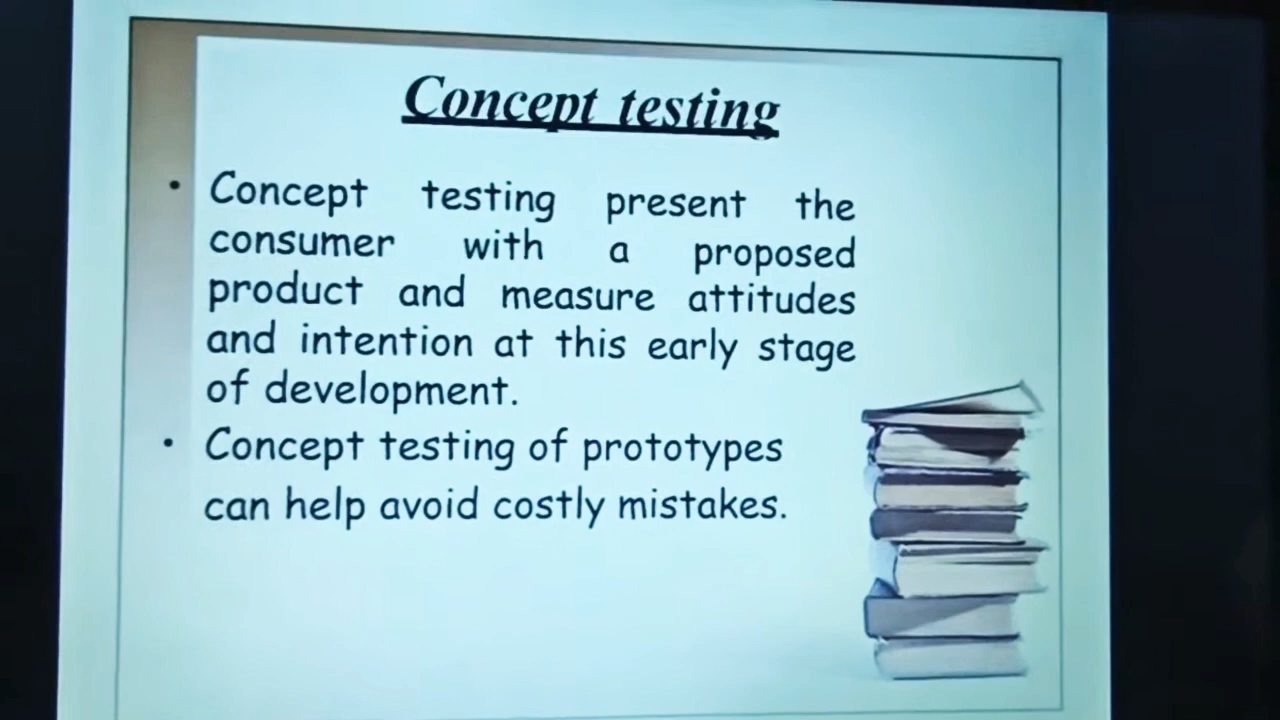 Concept testing
• Concept testing present the
consumer with a proposed
product and measure attitudes
and intention at this early stage
of development.
• Concept testing of prototypes
can help avoid costly mistakes.